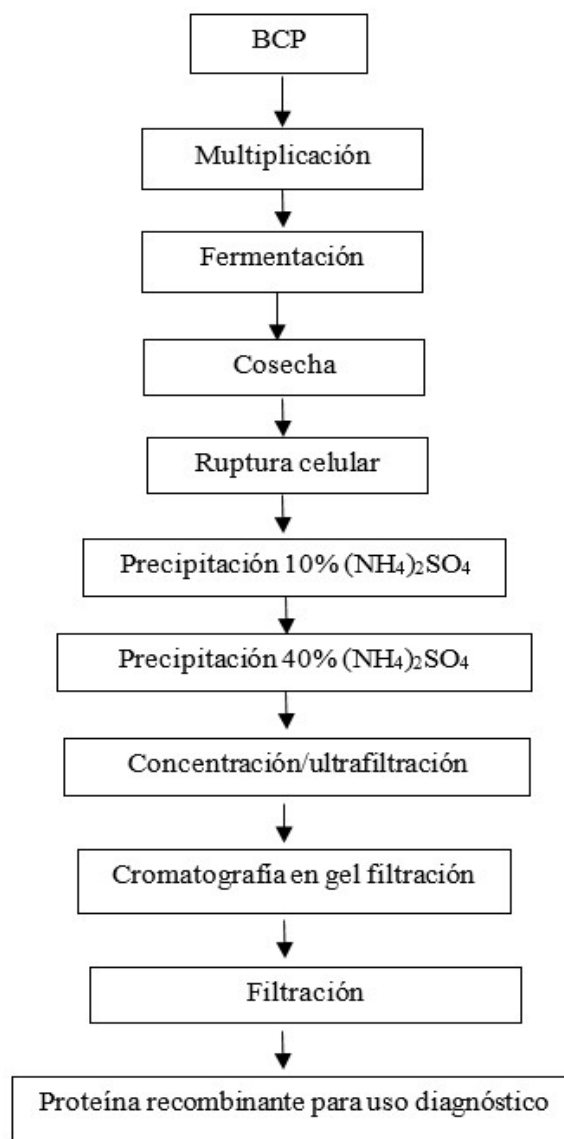 BCP
Multiplicación
Fermentación
Cosecha
Ruptura celular
Precipitación 10% (NH₄)₂SO₄
Precipitación 40% (NH₄)₂SO₄
Concentración/ultrafiltración
Cromatografía en gel filtración
Filtración
Proteína recombinante para uso diagnóstico